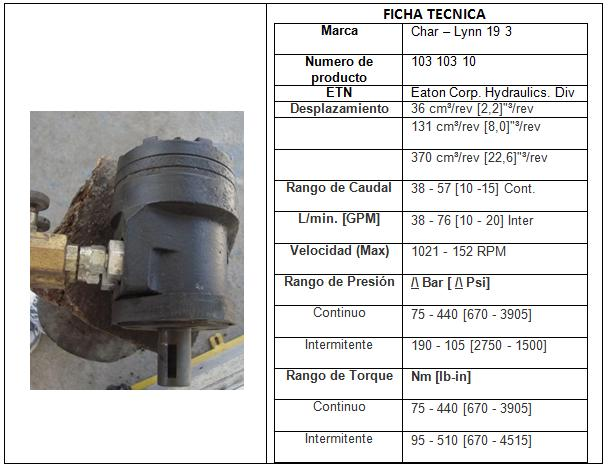 FICHA TECNICA
Marca Char – Lynn 19 3
Numero de producto 103 103 10
ETN Eaton Corp. Hydraulics. Div
Desplazamiento 36 cm³/rev [2,2]"³/rev
131 cm³/rev [8,0]"³/rev
370 cm³/rev [22,6]"³/rev
Rango de Caudal 38 - 57 [10 -15] Cont.
L/min. [GPM] 38 - 76 [10 - 20] Inter
Velocidad (Max) 1021 - 152 RPM
Rango de Presión /\ Bar [ /\ Psi]
Continuo 75 - 440 [670 - 3905]
Intermitente 190 - 105 [2750 - 1500]
Rango de Torque Nm [lb-in]
Continuo 75 - 440 [670 - 3905]
Intermitente 95 - 510 [670 - 4515]